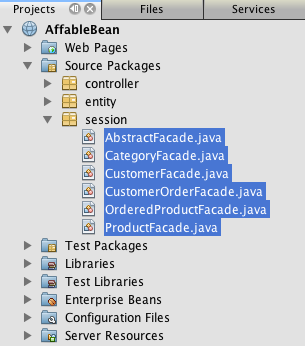 Projects Files Services
AffableBean
Web Pages
Source Packages
controller
entity
session
AbstractFacade.java
CategoryFacade.java
CustomerFacade.java
CustomerOrderFacade.java
OrderedProductFacade.java
ProductFacade.java
Test Packages
Libraries
Test Libraries
Enterprise Beans
Configuration Files
Server Resources